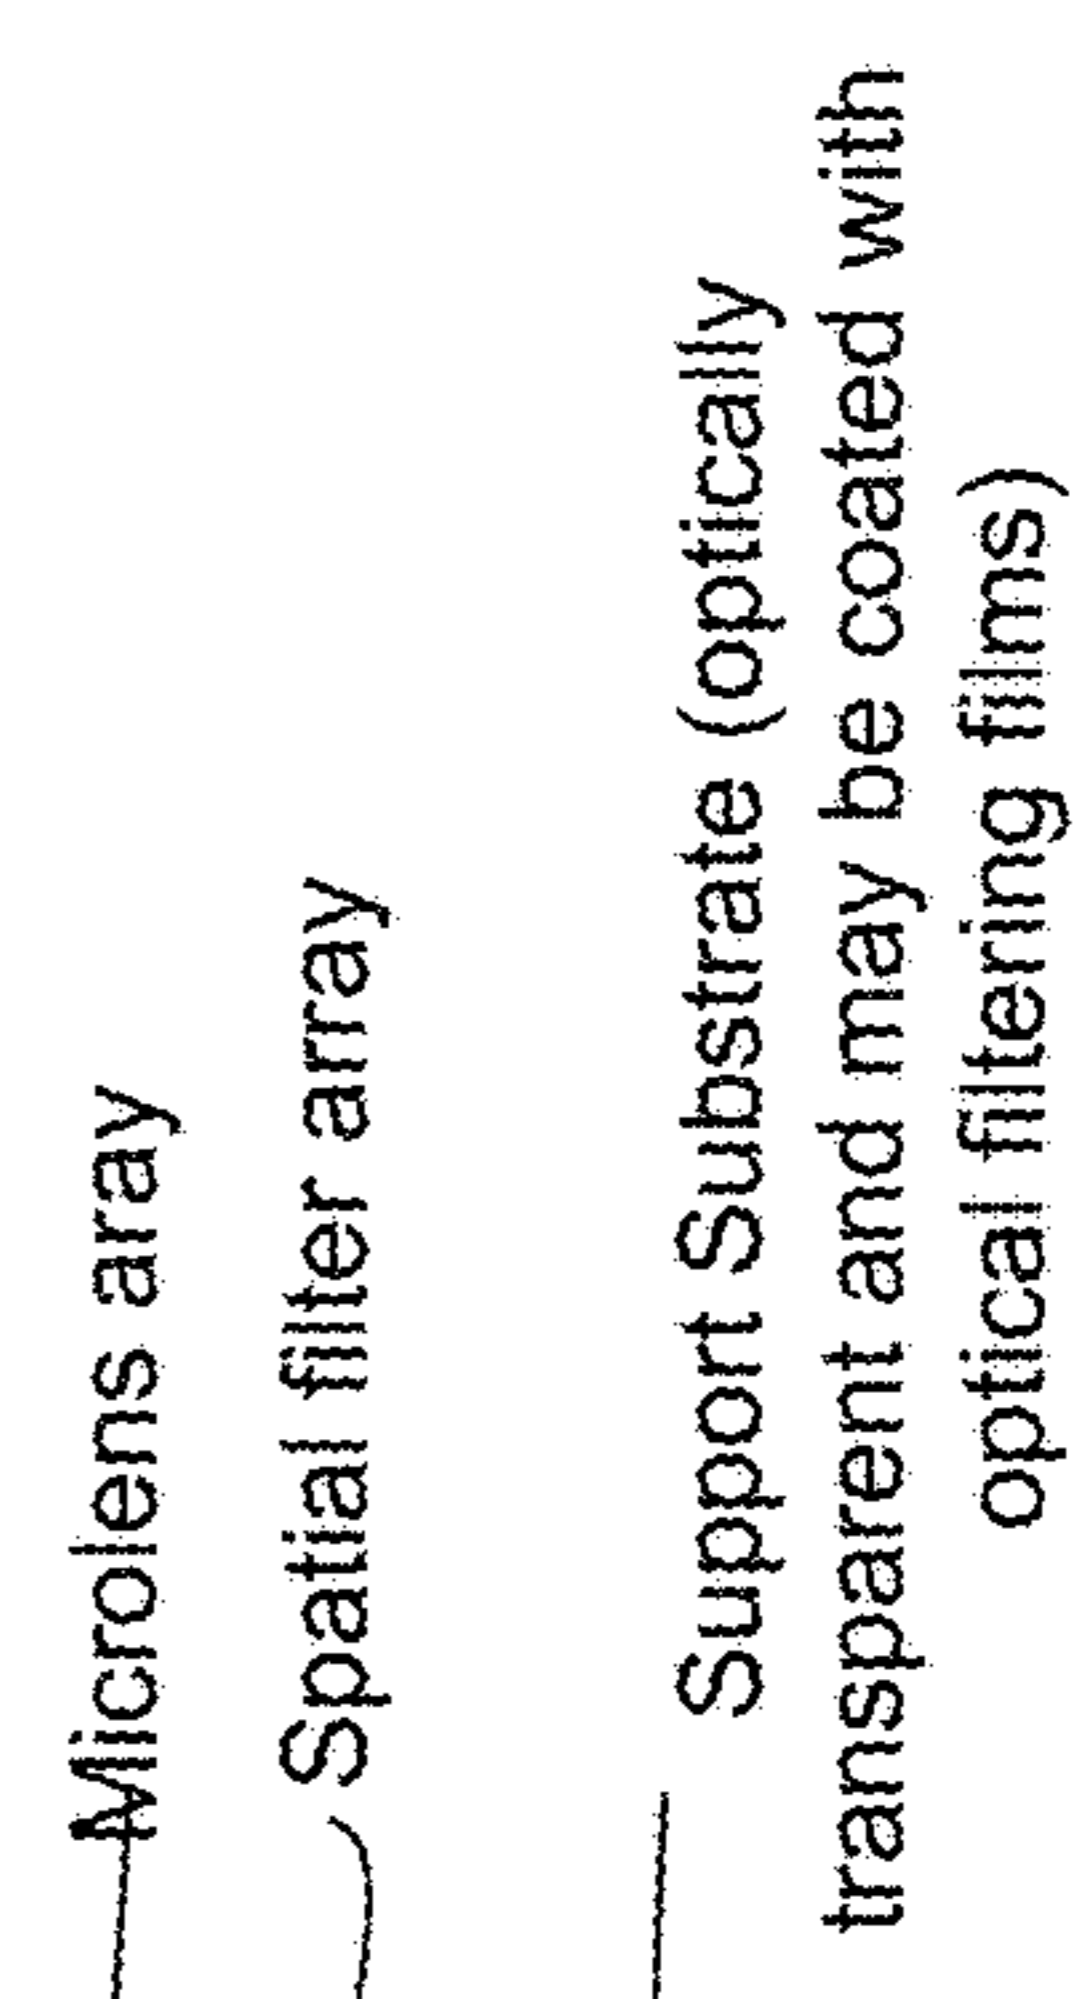 Microlens aray
Spatial filter array
Support Substrate (optically
transparent and may be coated with
optical filtering films)